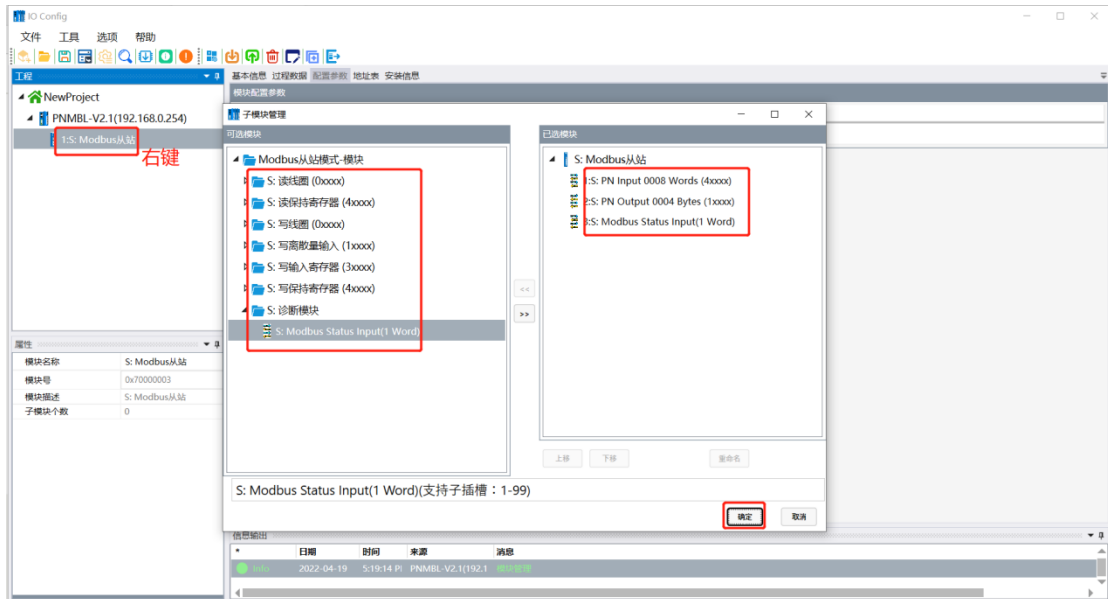 IO Config
文件 工具 选项 帮助
工程
基本信息 过程数据 配置参数 地址表 安装信息
模块配置参数
NewProject
PNMBL-V2.1(192.168.0.254)
1:S: Modbus从站
右键
子模块管理
可选模块
Modbus从站模式-模块
S: 读线圈 (0xxxx)
S: 读保持寄存器 (4xxxx)
S: 写线圈 (0xxxx)
S: 写离散量输入 (1xxxx)
S: 写输入寄存器 (3xxxx)
S: 写保持寄存器 (4xxxx)
S: 诊断模块
S: Modbus Status Input(1 Word)
<<
>>
已选模块
S: Modbus从站
1:S: PN Input 0008 Words (4xxxx)
2:S: PN Output 0004 Bytes (1xxxx)
3:S: Modbus Status Input(1 Word)
上移 下移 重命名
S: Modbus Status Input(1 Word)(支持子插槽：1-99)
确定 取消
属性
模块名称 S: Modbus从站
模块号 0x70000003
模块描述 S: Modbus从站
子模块个数 0
信息输出
* 日期 时间 来源 消息
Info 2022-04-19 5:19:14 P PNMBL-V2.1(192.1 模块管理